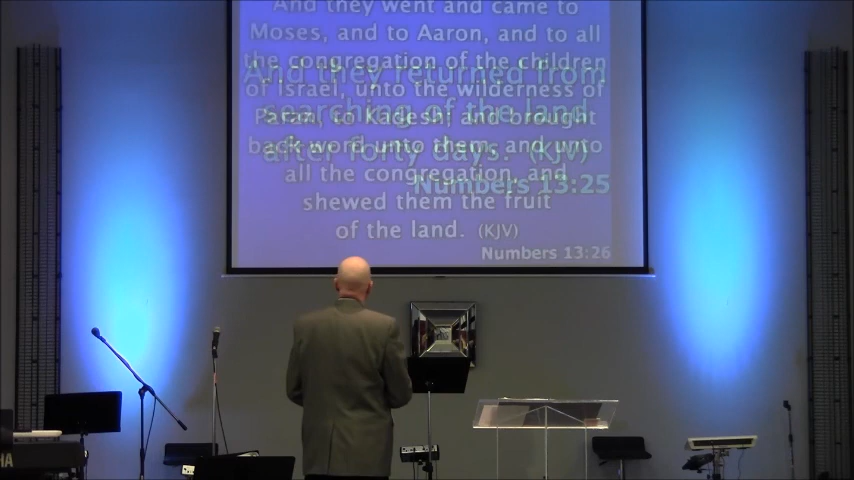 And they went and came to
Moses, and to Aaron, and to all
the congregation of the children
of Israel, unto the wilderness of
Paran, to Kadesh; and brought
back word unto them, and unto
all the congregation, and
shewed them the fruit
of the land. (KJV)
Numbers 13:26
And they returned from
searching of the land
after forty days. (KJV)
Numbers 13:25
HA